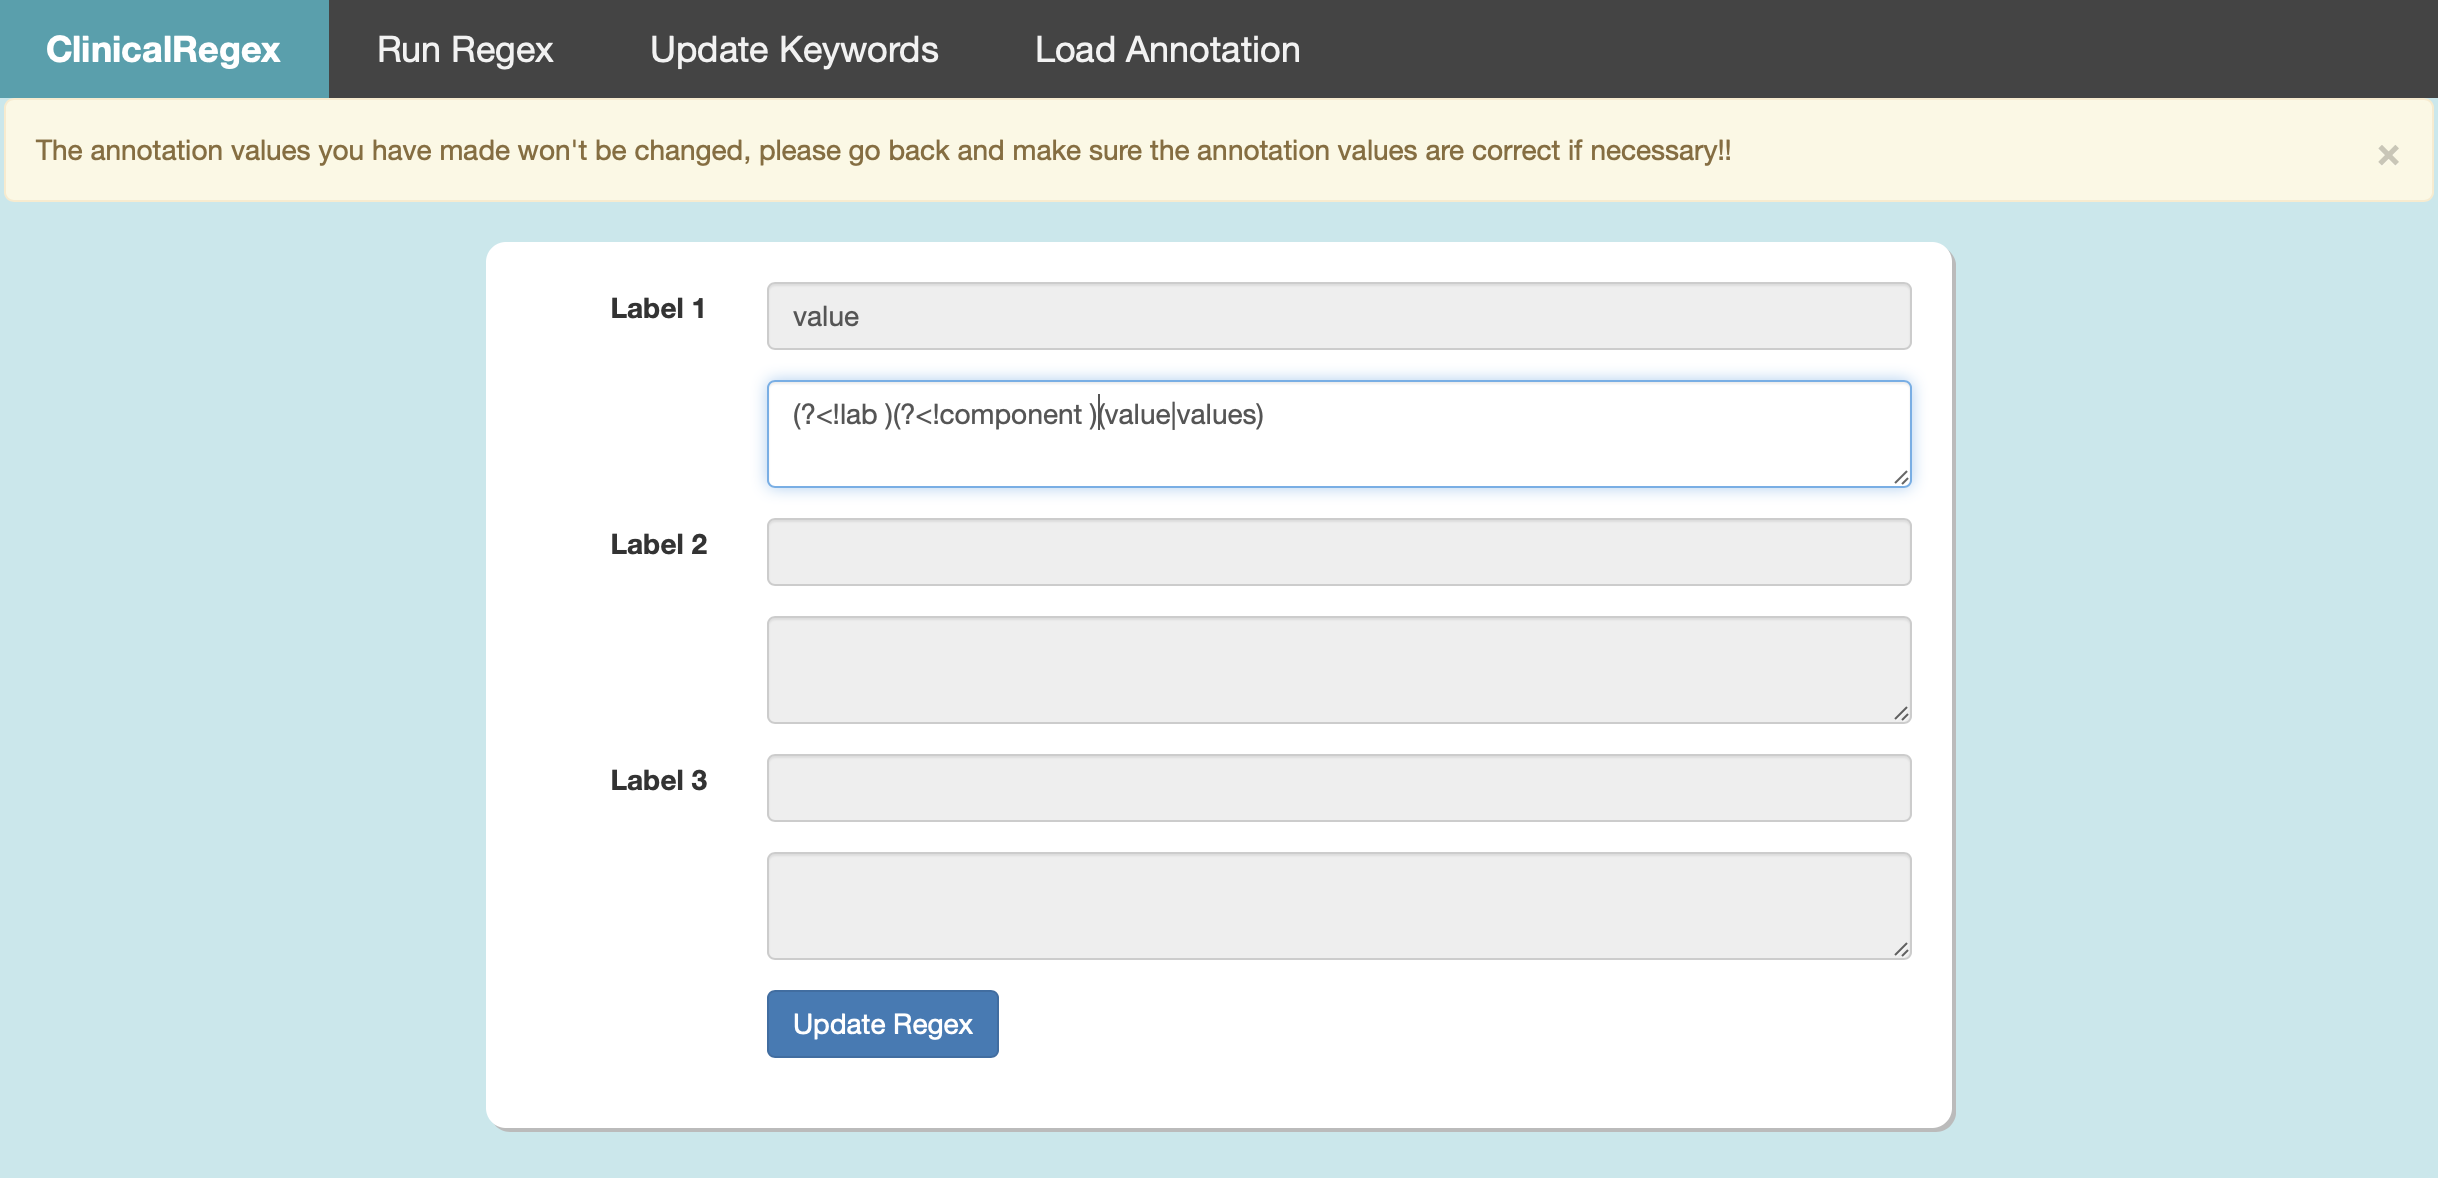 ClinicalRegex Run Regex Update Keywords Load Annotation
The annotation values you have made won't be changed, please go back and make sure the annotation values are correct if necessary!! ×
Label 1 value
(?<!lab )(?<!component )(value|values)
Label 2
Label 3
Update Regex